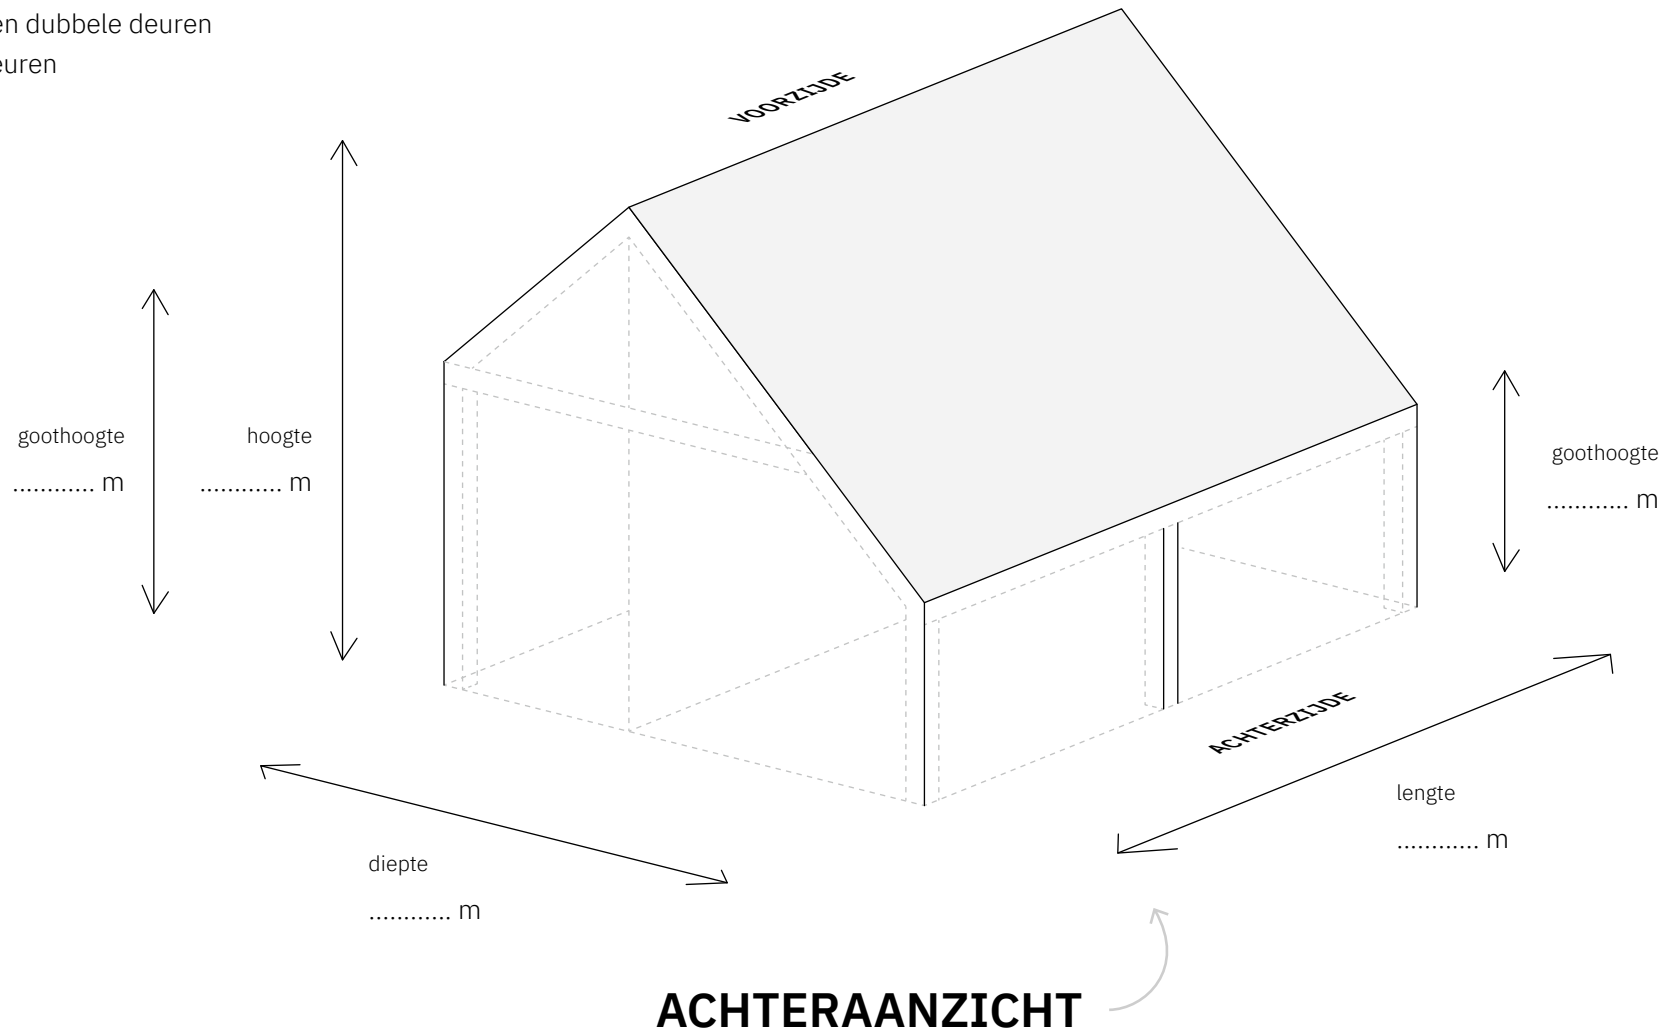 en dubbele deuren
euren
VOORZIJDE
goothoogte
............ m
hoogte
............ m
goothoogte
............ m
ACHTERZIJDE
lengte
............ m
diepte
............ m
ACHTERAANZICHT